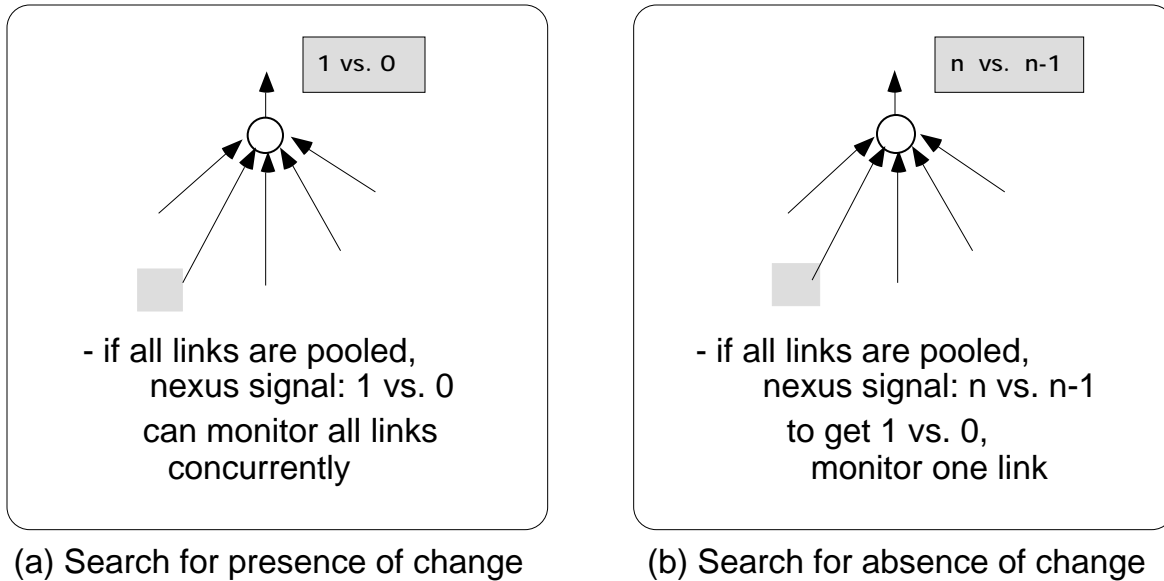 1 vs. 0
- if all links are pooled,
nexus signal: 1 vs. 0
can monitor all links
concurrently
(a) Search for presence of change
n vs. n-1
- if all links are pooled,
nexus signal: n vs. n-1
to get 1 vs. 0,
monitor one link
(b) Search for absence of change